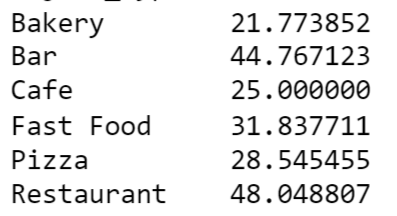 Bakery 21.773852
Bar 44.767123
Cafe 25.000000
Fast Food 31.837711
Pizza 28.545455
Restaurant 48.048807